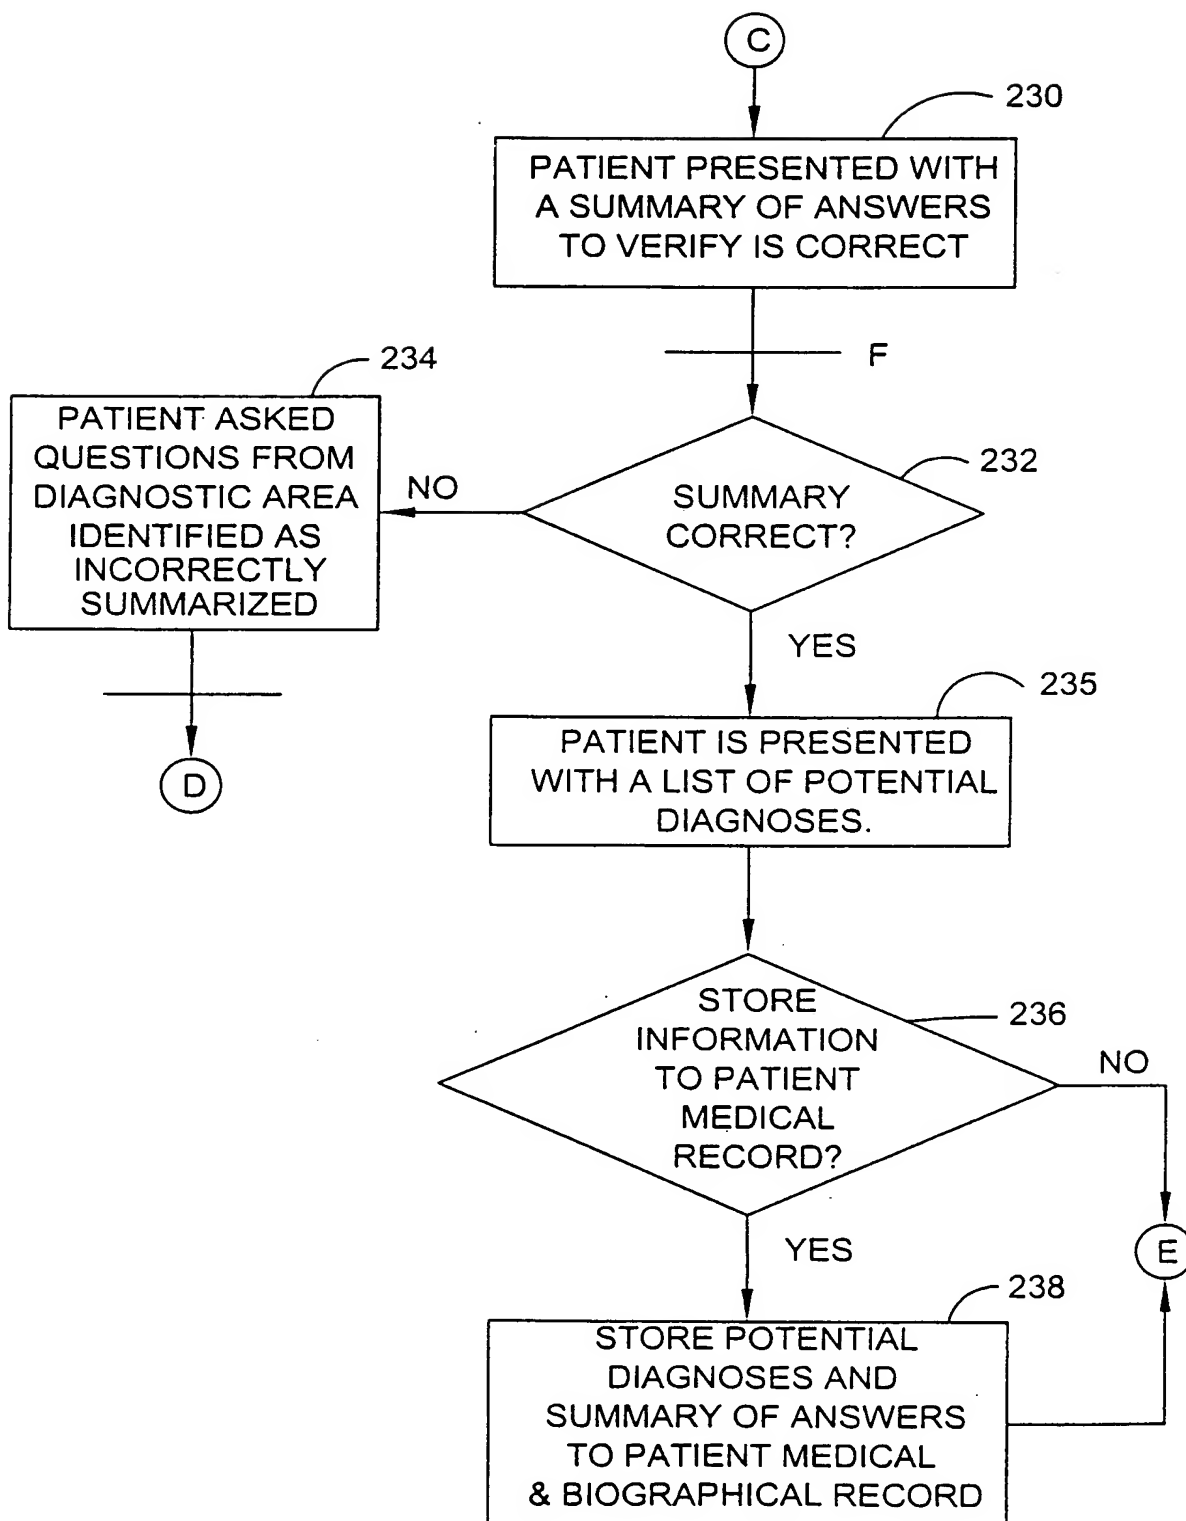 C
230
PATIENT PRESENTED WITH
A SUMMARY OF ANSWERS
TO VERIFY IS CORRECT
F
234
PATIENT ASKED
QUESTIONS FROM
DIAGNOSTIC AREA
IDENTIFIED AS
INCORRECTLY
SUMMARIZED
NO
232
SUMMARY
CORRECT?
YES
D
235
PATIENT IS PRESENTED
WITH A LIST OF POTENTIAL
DIAGNOSES.
236
STORE
INFORMATION
TO PATIENT
MEDICAL
RECORD?
NO
YES
E
238
STORE POTENTIAL
DIAGNOSES AND
SUMMARY OF ANSWERS
TO PATIENT MEDICAL
& BIOGRAPHICAL RECORD